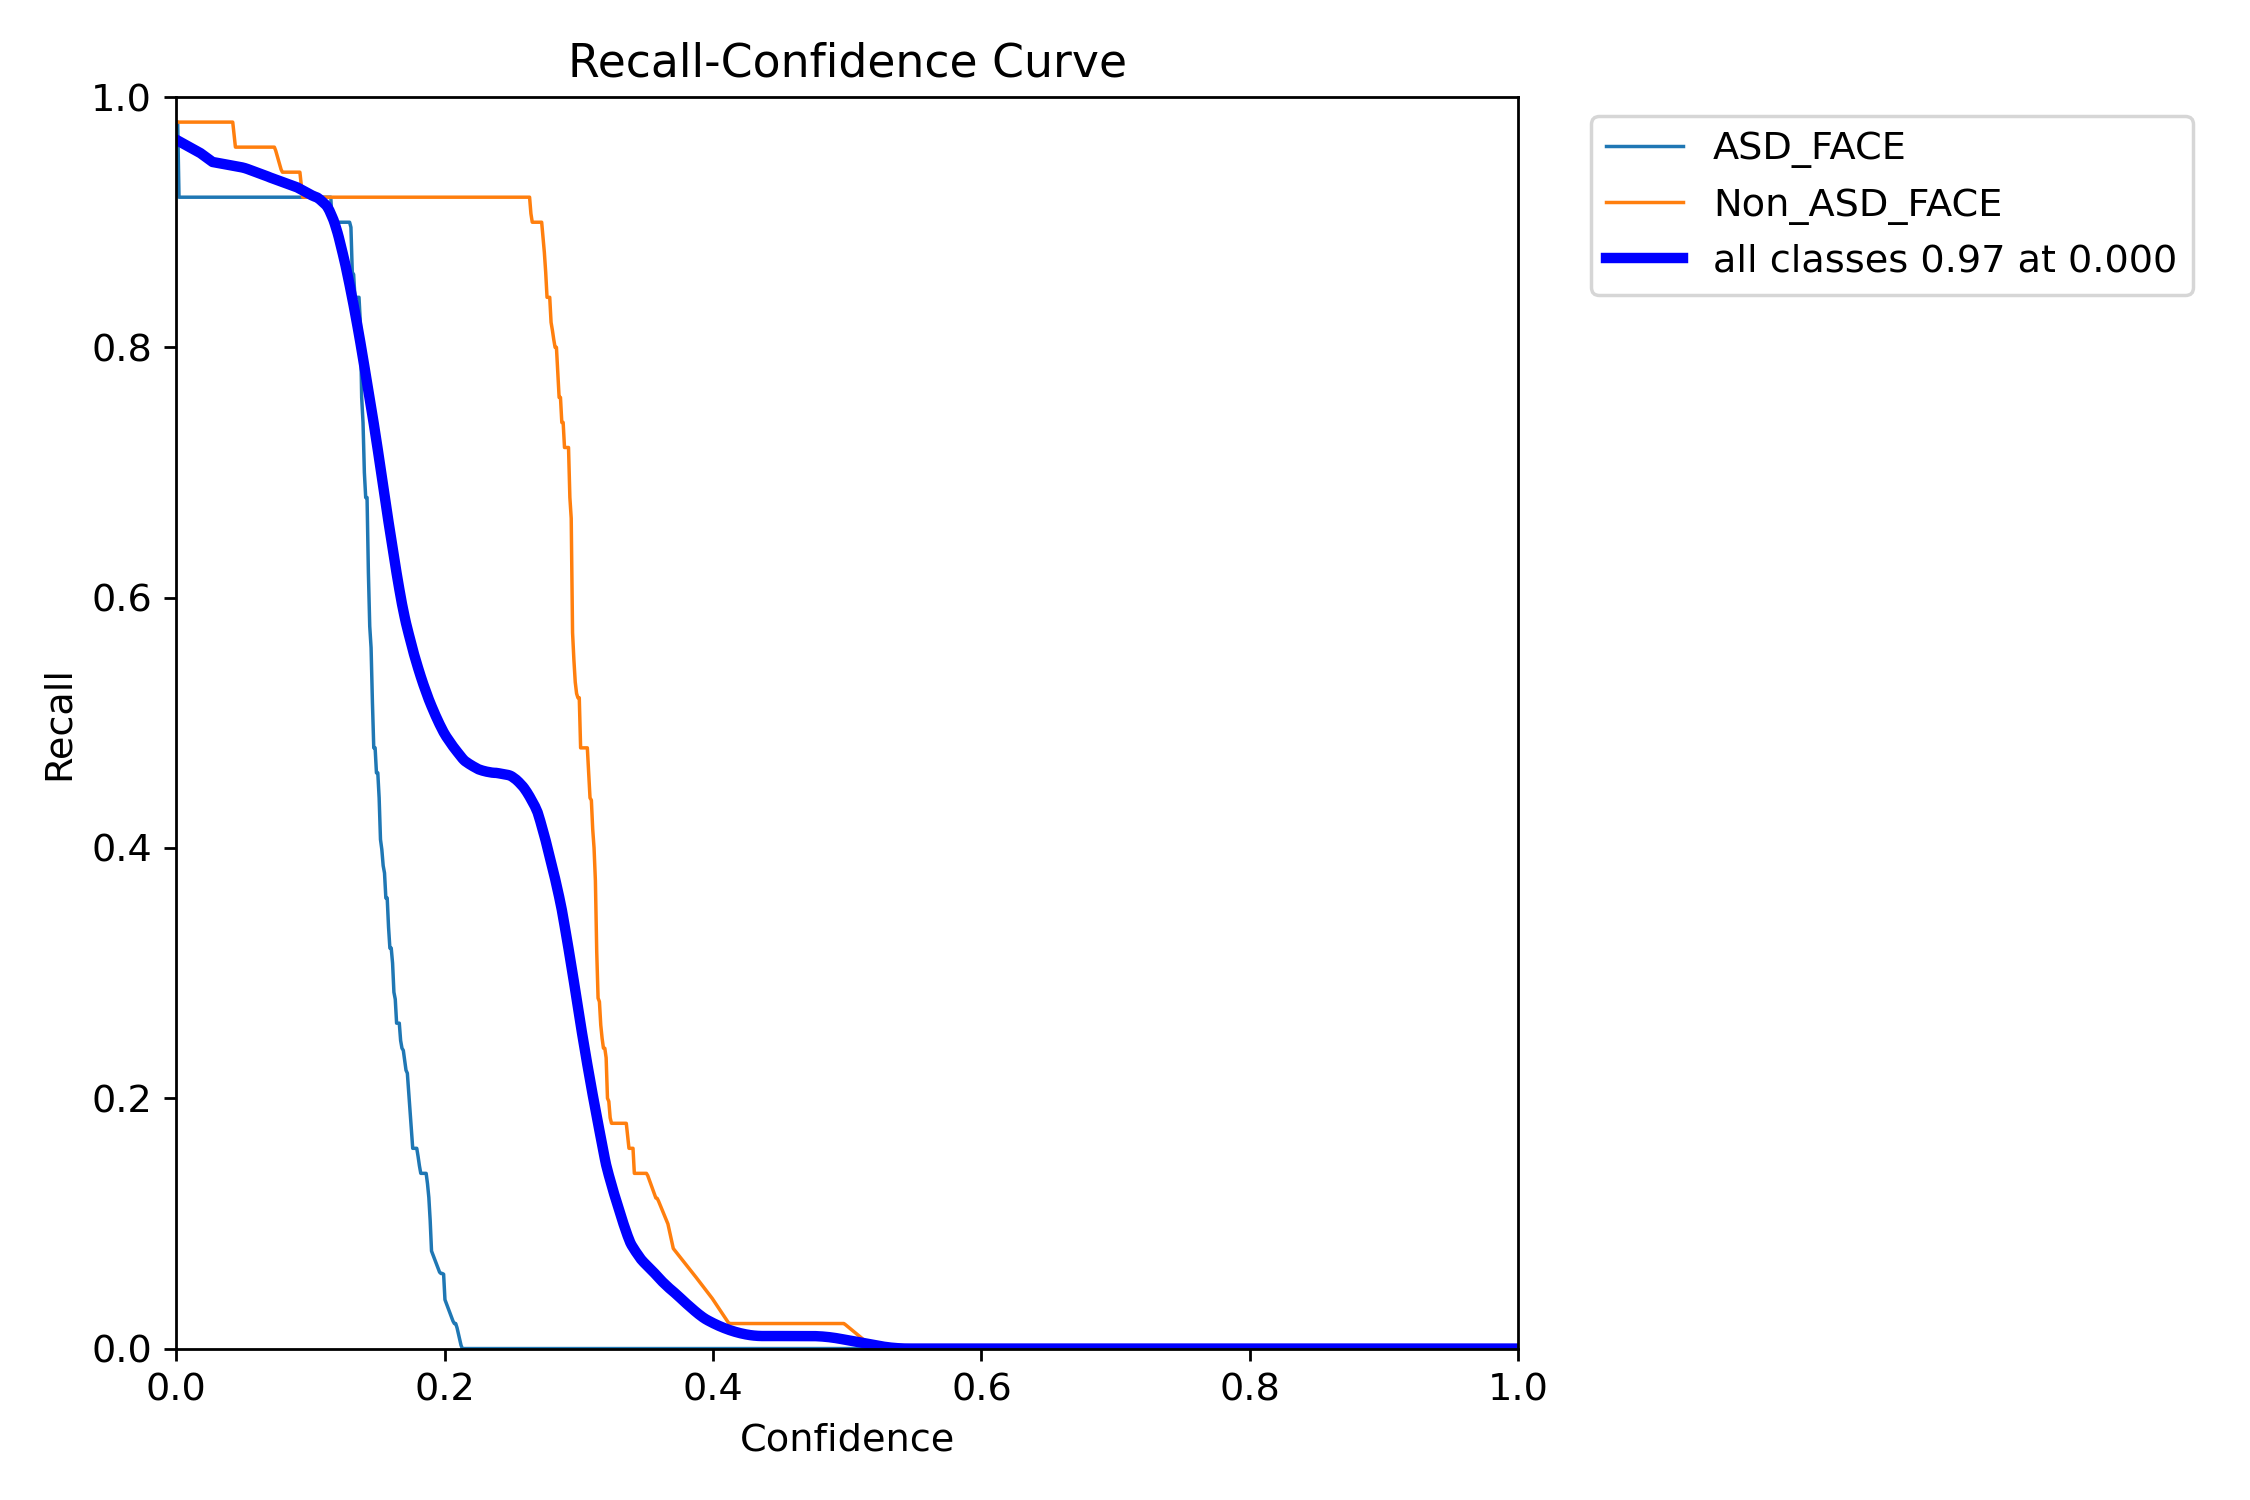 Recall-Confidence Curve
1.0
0.8
0.6
0.4
0.2
0.0
Recall
0.0 0.2 0.4 0.6 0.8 1.0
Confidence
ASD_FACE
Non_ASD_FACE
all classes 0.97 at 0.000